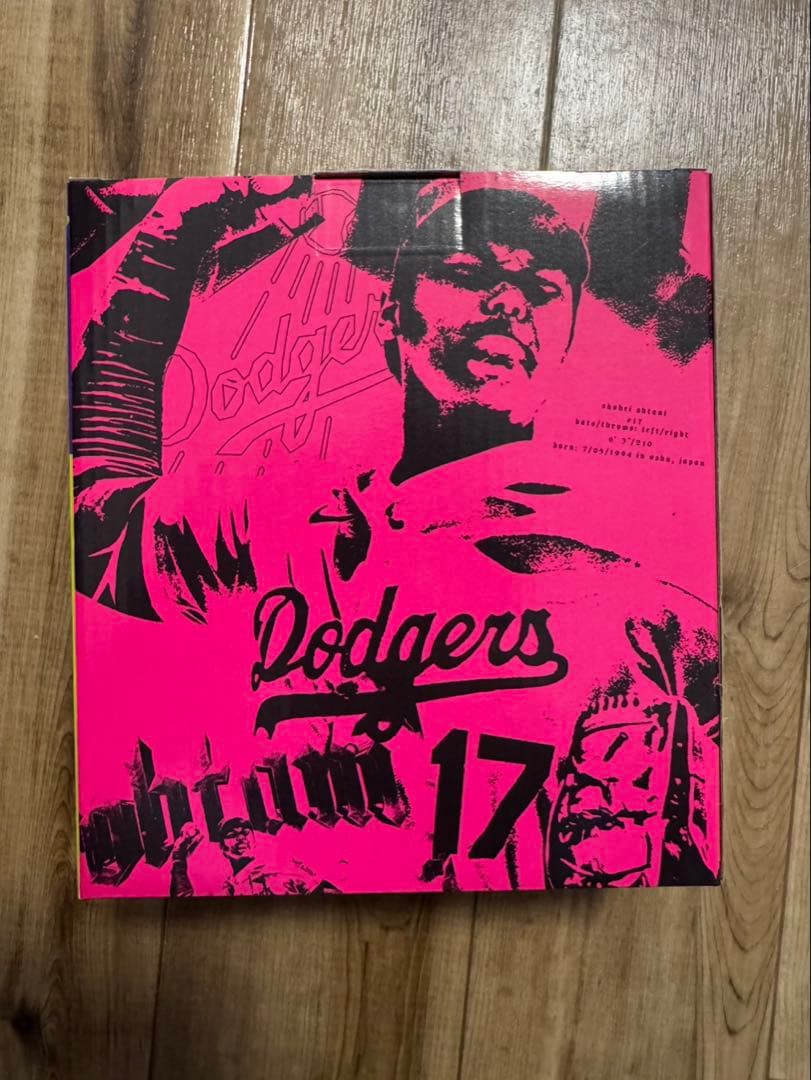 Dodgers
shohei ohtani
#17
bats/throws: left/right
6' 3"/210
born: 7/05/1994 in oshu, japan
Dodgers
ohtani 17